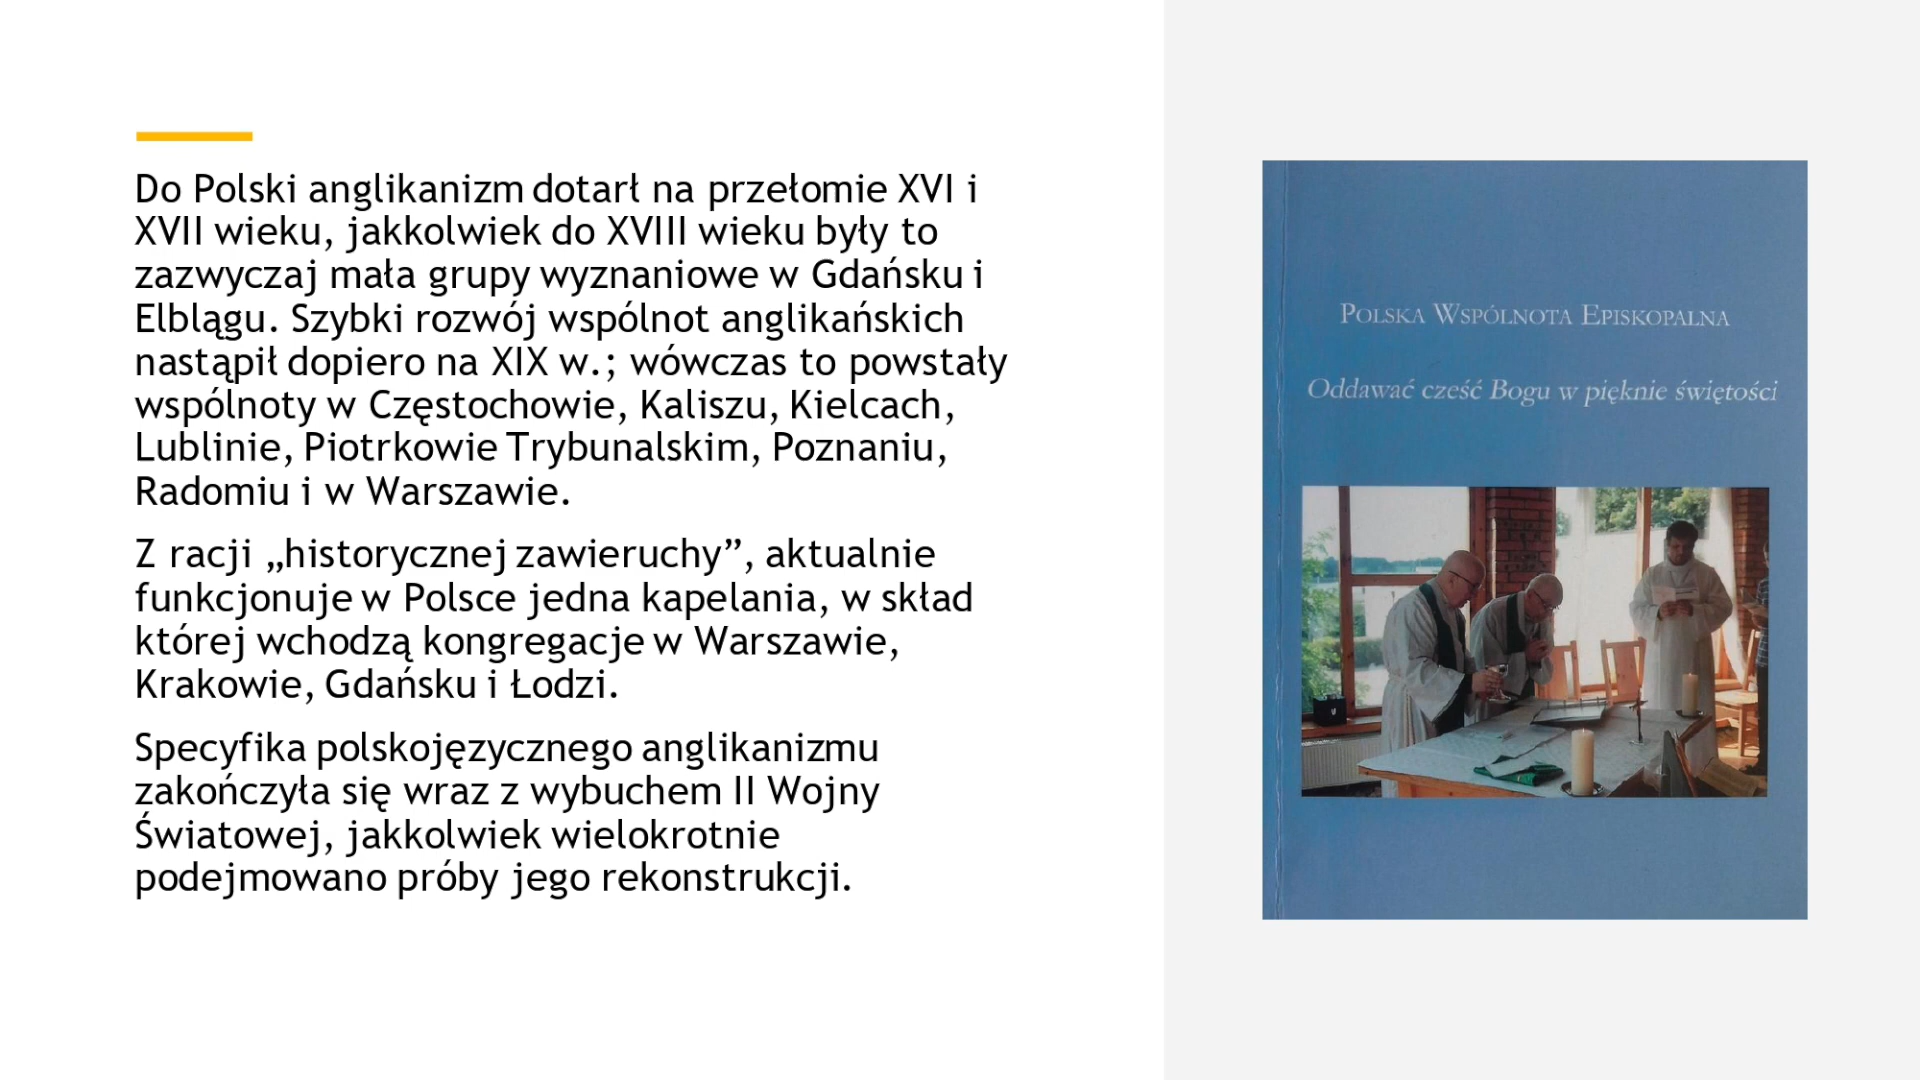 Do Polski anglikanizm dotarł na przełomie XVI i
XVII wieku, jakkolwiek do XVIII wieku były to
zazwyczaj mała grupy wyznaniowe w Gdańsku i
Elblągu. Szybki rozwój wspólnot anglikańskich
nastąpił dopiero na XIX w.; wówczas to powstały
wspólnoty w Częstochowie, Kaliszu, Kielcach,
Lublinie, Piotrkowie Trybunalskim, Poznaniu,
Radomiu i w Warszawie.
Z racji „historycznej zawieruchy”, aktualnie
funkcjonuje w Polsce jedna kapelania, w skład
której wchodzą kongregacje w Warszawie,
Krakowie, Gdańsku i Łodzi.
Specyfika polskojęzycznego anglikanizmu
zakończyła się wraz z wybuchem II Wojny
Światowej, jakkolwiek wielokrotnie
podejmowano próby jego rekonstrukcji.
Polska Wspólnota Episkopalna
Oddawać cześć Bogu w pięknie świętości